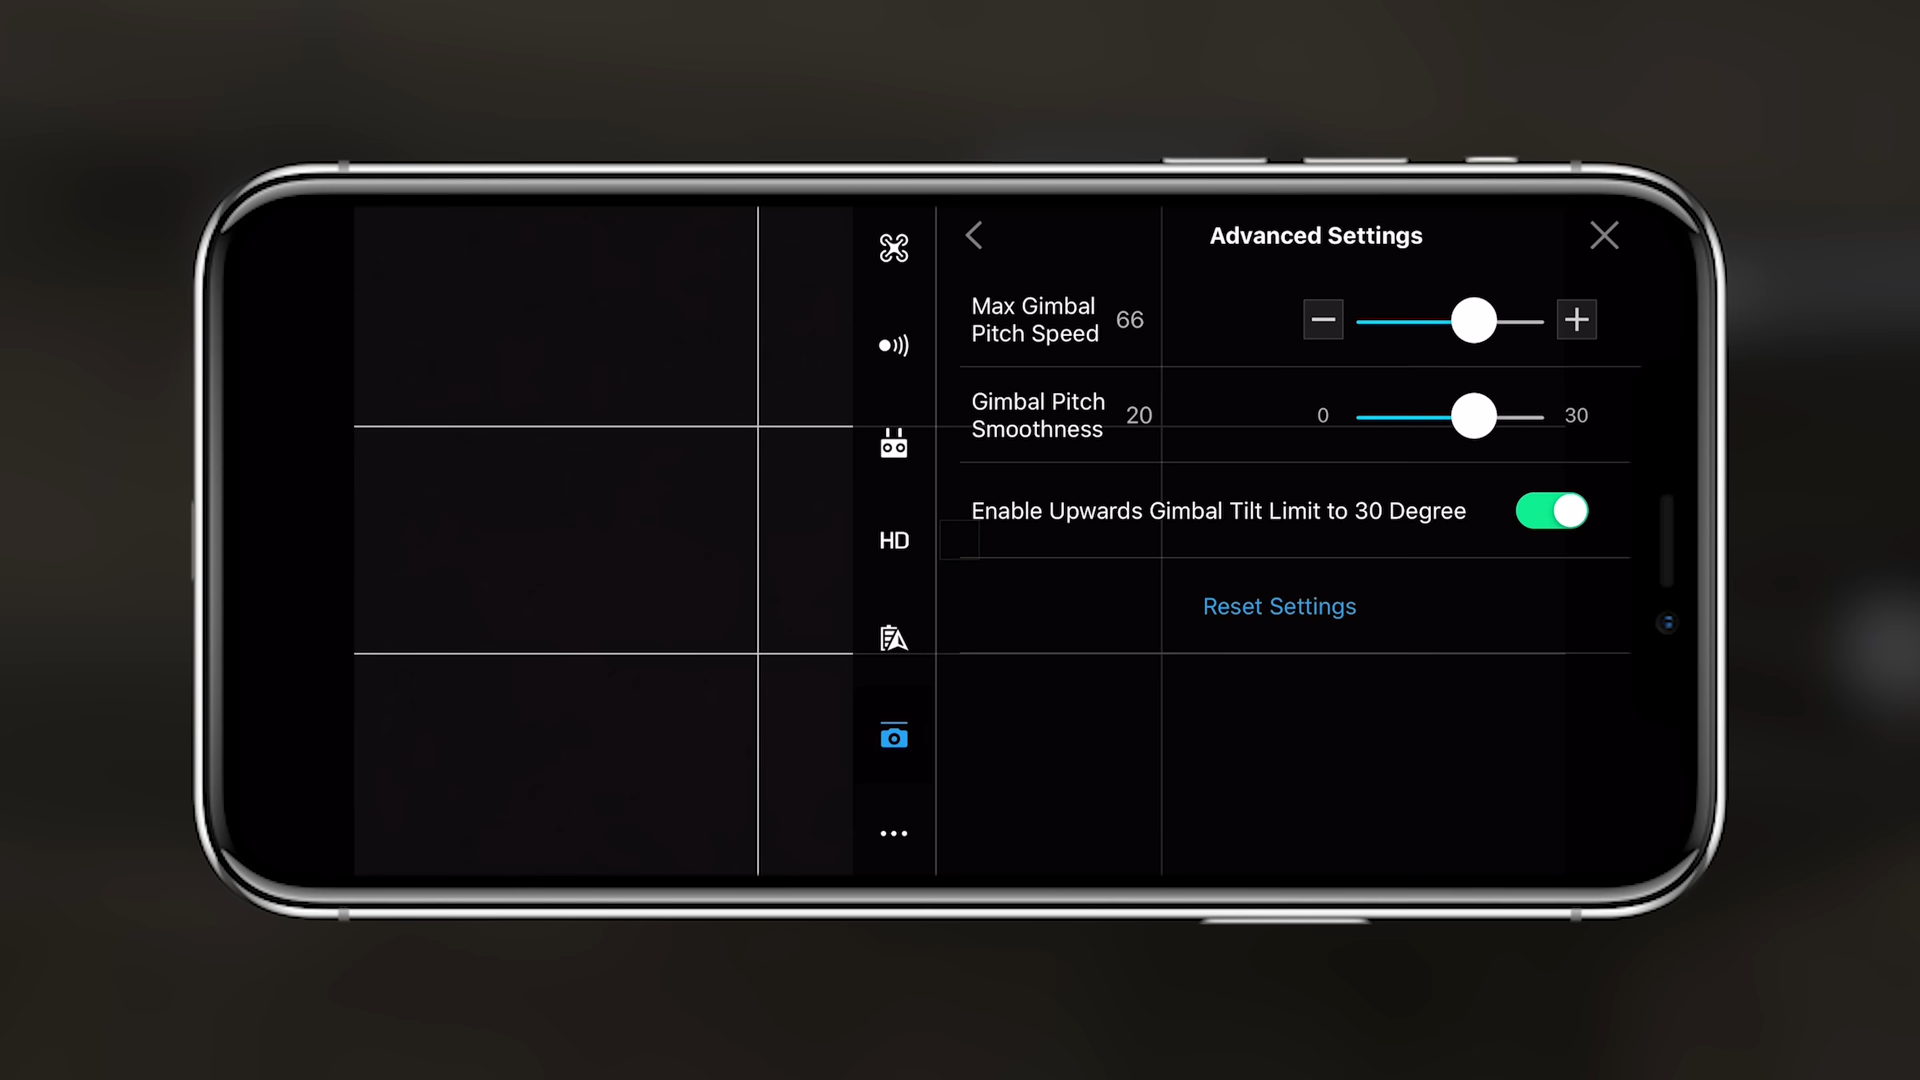 Advanced Settings
Max Gimbal
Pitch Speed 66
Gimbal Pitch
Smoothness 20
0 30
Enable Upwards Gimbal Tilt Limit to 30 Degree
HD
Reset Settings